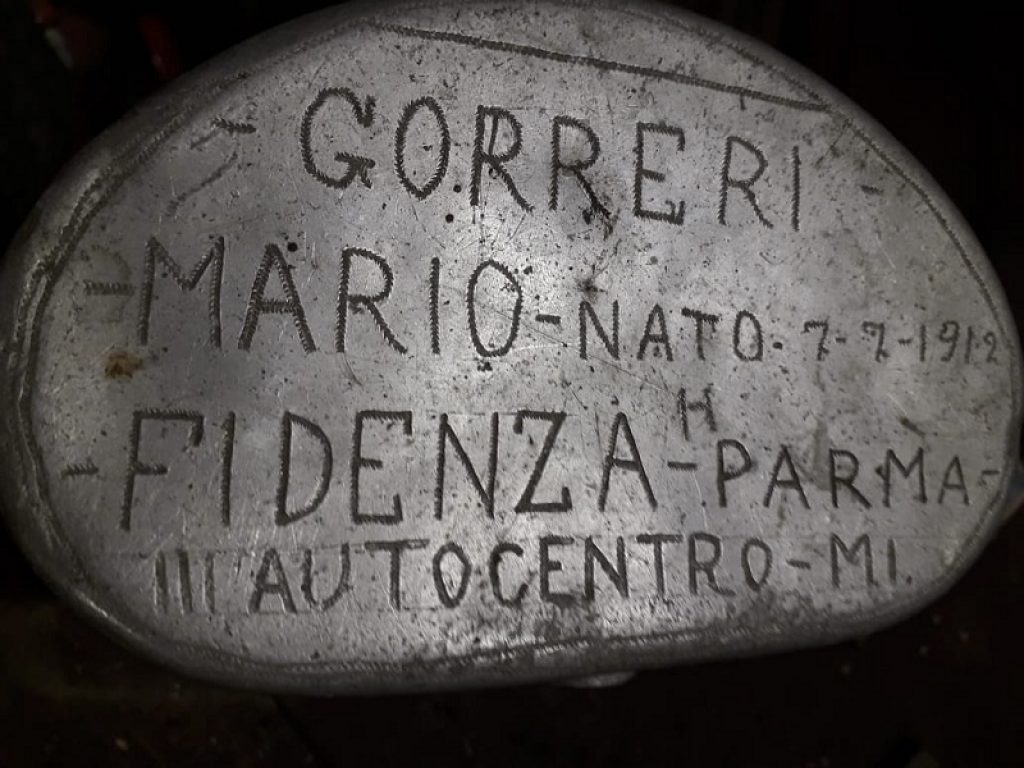 - GORRERI -
- MARIO - NATO. 7-7-1912
H
- FIDENZA - PARMA -
III AUTOCENTRO - MI.